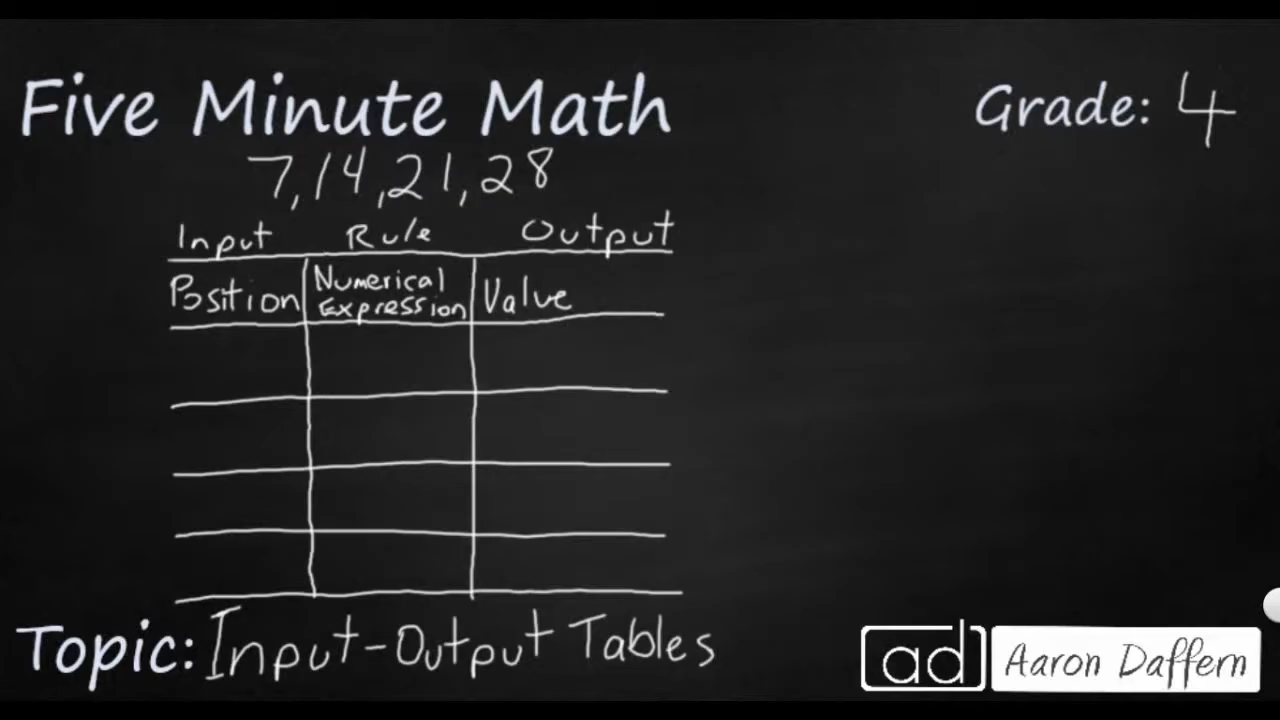 Five Minute Math
Grade: 4
7, 14, 21, 28
Input Rule Output
Position Numerical Expression Value
Topic: Input-Output Tables
ad Aaron Daffern